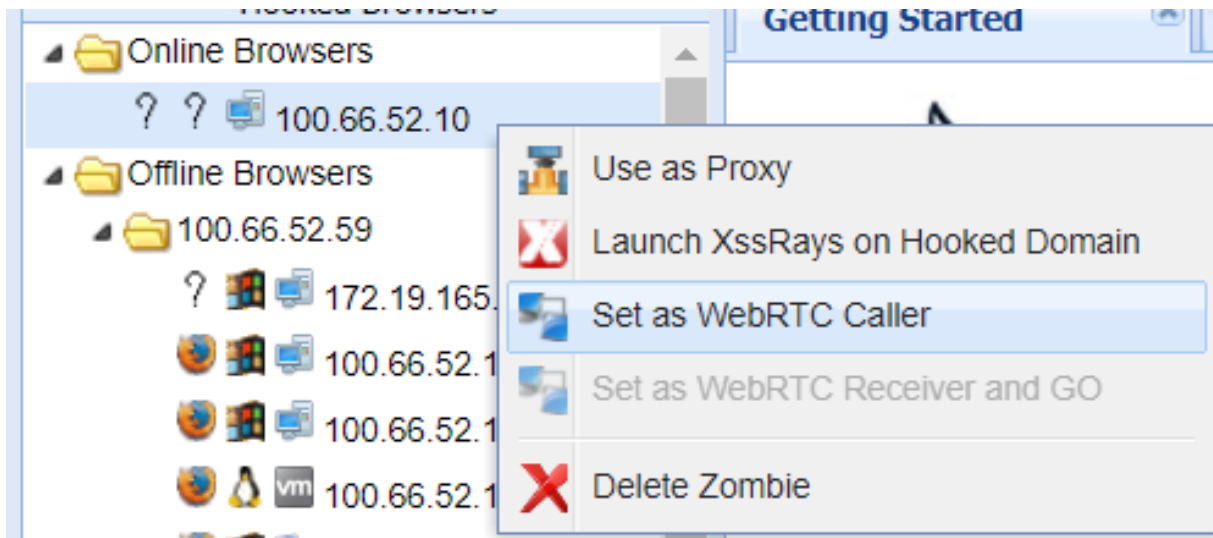 Hooked Browsers
Getting Started
Online Browsers
? ? 100.66.52.10
Offline Browsers
100.66.52.59
? 172.19.165.
100.66.52.1
100.66.52.1
vm 100.66.52.1
Use as Proxy
Launch XssRays on Hooked Domain
Set as WebRTC Caller
Set as WebRTC Receiver and GO
Delete Zombie